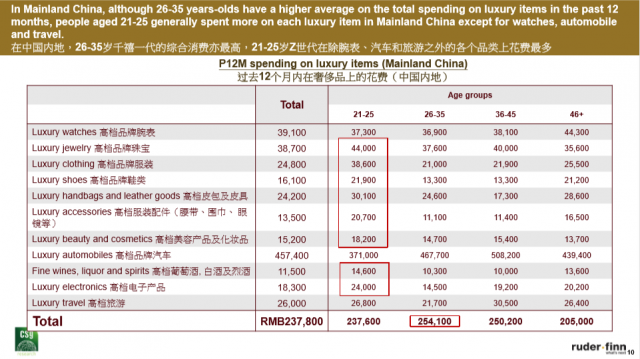 In Mainland China, although 26-35 years-olds have a higher average on the total spending on luxury items in the past 12
months, people aged 21-25 generally spent more on each luxury item in Mainland China except for watches, automobile
and travel.
在中国内地，26-35岁千禧一代的综合消费亦最高，21-25岁Z世代在除腕表、汽车和旅游之外的各个品类上花费最多
P12M spending on luxury items (Mainland China)
过去12个月内在奢侈品上的花费（中国内地）
Total Age groups
21-25 26-35 36-45 46+
Luxury watches 高档品牌腕表 39,100 37,300 36,900 38,100 44,300
Luxury jewelry 高档品牌珠宝 38,700 44,000 37,600 40,000 35,600
Luxury clothing 高档品牌服装 24,800 38,600 21,000 21,900 25,500
Luxury shoes 高档品牌鞋类 16,100 21,900 13,300 13,300 21,200
Luxury handbags and leather goods 高档皮包及皮具 24,200 30,100 24,600 17,300 28,600
Luxury accessories 高档服装配件（腰带、围巾、眼
镜等） 13,500 20,700 11,100 11,400 16,500
Luxury beauty and cosmetics 高档美容产品及化妆品 15,200 18,200 14,700 15,400 13,700
Luxury automobiles 高档品牌汽车 457,400 371,000 467,700 508,200 439,400
Fine wines, liquor and spirits 高档葡萄酒, 白酒及烈酒 11,500 14,600 10,300 10,000 13,600
Luxury electronics 高档电子产品 18,300 24,000 14,500 19,200 20,200
Luxury travel 高档旅游 26,000 26,800 21,700 30,500 26,400
Total RMB237,800 237,600 254,100 250,200 205,000
csg
ruder·finn
what's next 10